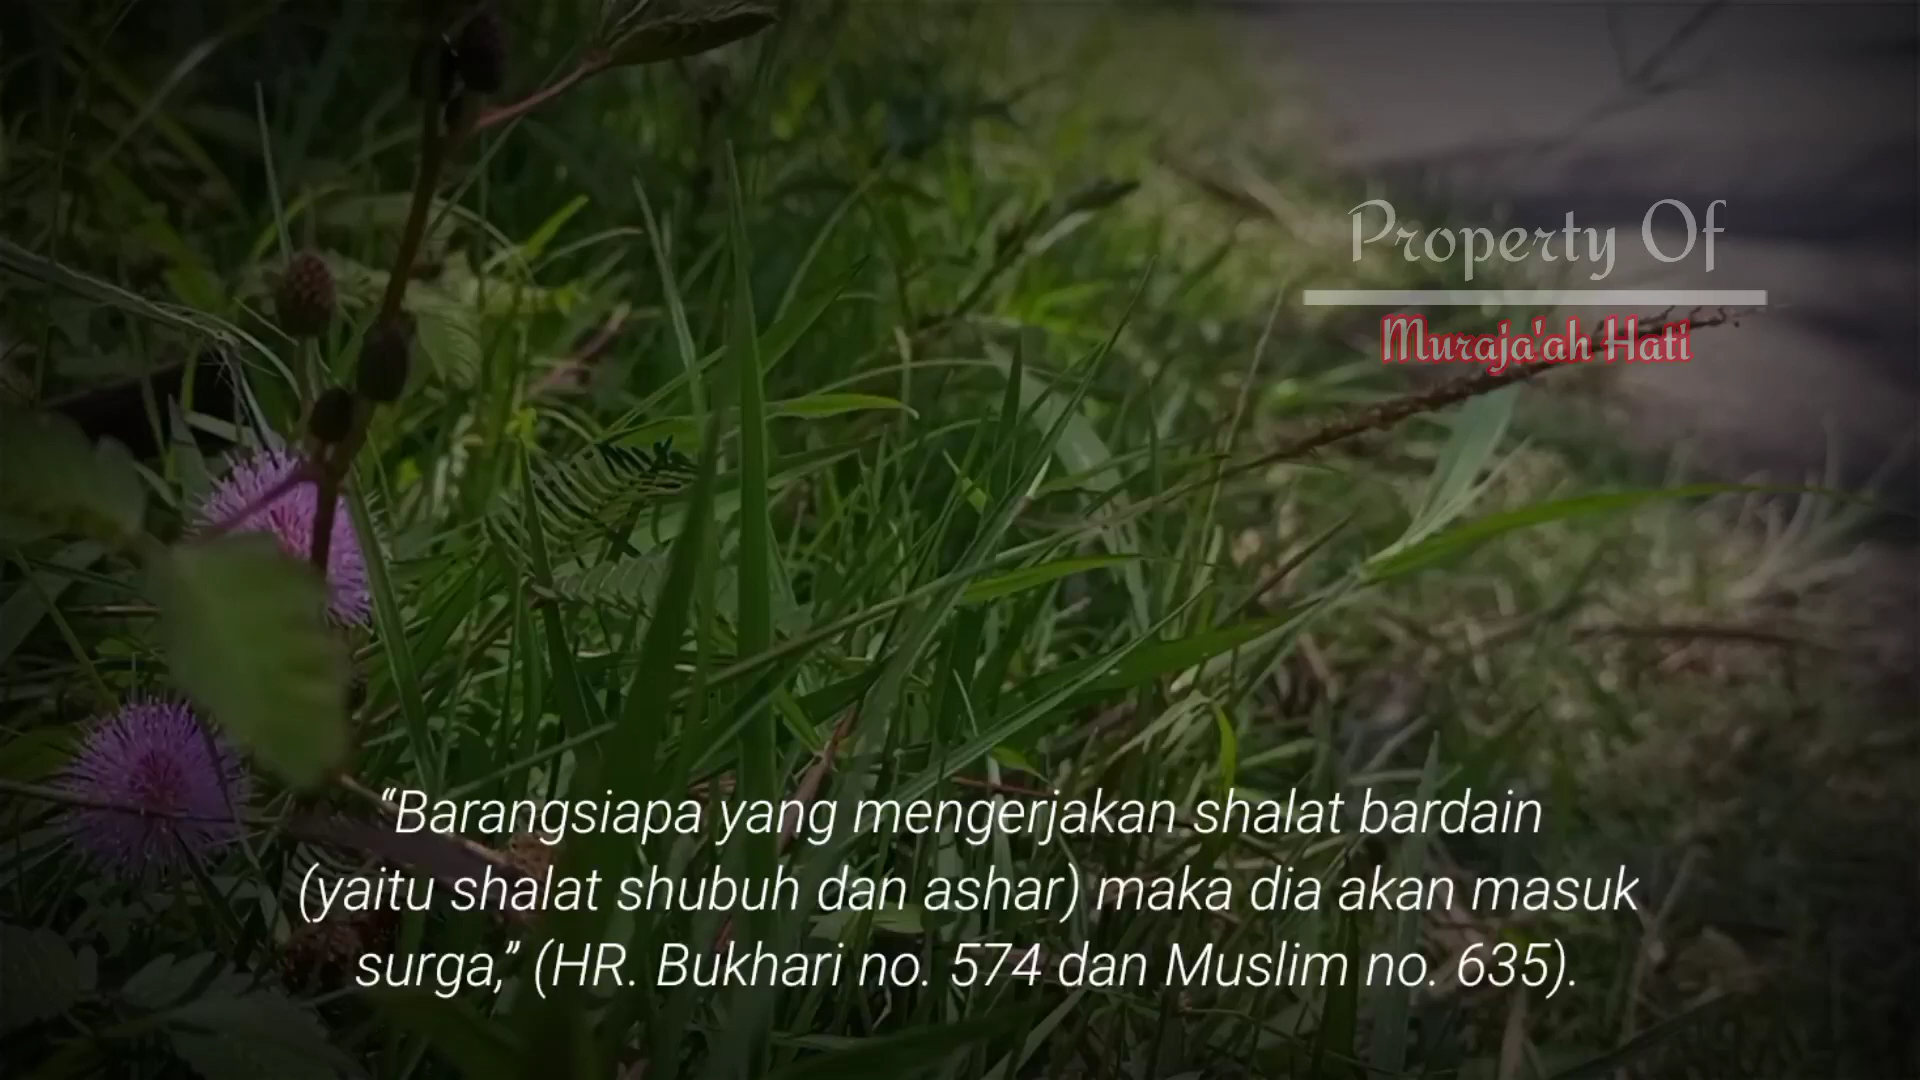 Property Of
Muraja'ah Hati
“Barangsiapa yang mengerjakan shalat bardain
(yaitu shalat shubuh dan ashar) maka dia akan masuk
surga,” (HR. Bukhari no. 574 dan Muslim no. 635).